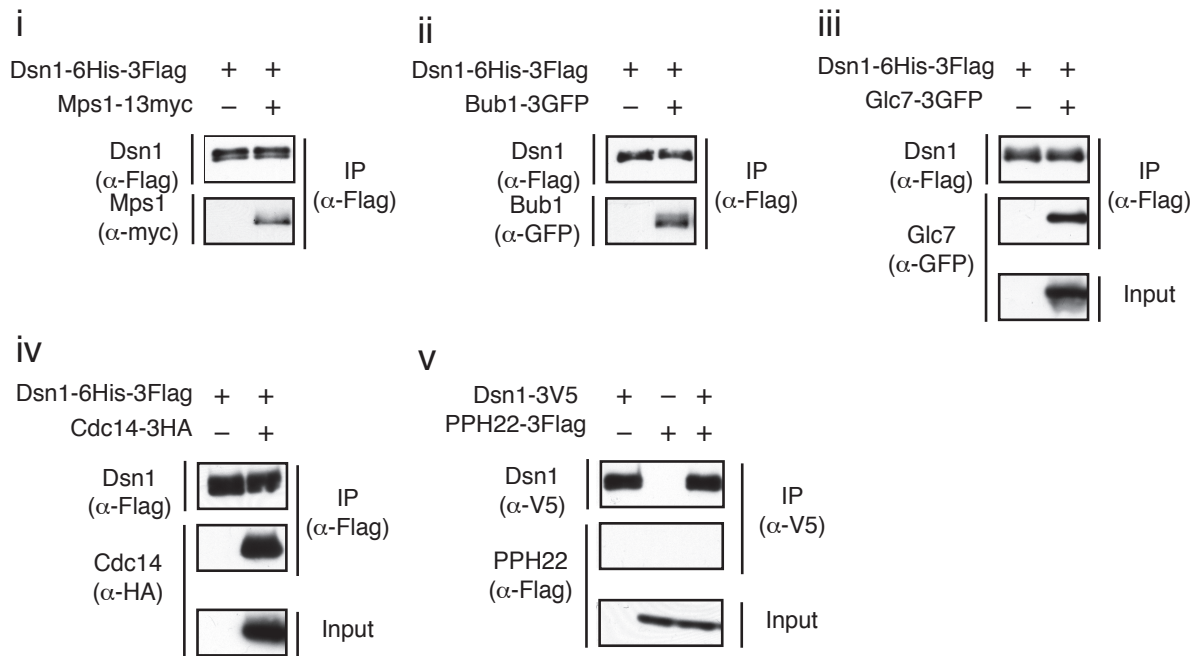 i
Dsn1-6His-3Flag + +
Mps1-13myc – +
Dsn1
(α-Flag)
Mps1
(α-myc)
IP
(α-Flag)
ii
Dsn1-6His-3Flag + +
Bub1-3GFP – +
Dsn1
(α-Flag)
Bub1
(α-GFP)
IP
(α-Flag)
iii
Dsn1-6His-3Flag + +
Glc7-3GFP – +
Dsn1
(α-Flag)
Glc7
(α-GFP)
IP
(α-Flag)
Input
iv
Dsn1-6His-3Flag + +
Cdc14-3HA – +
Dsn1
(α-Flag)
Cdc14
(α-HA)
IP
(α-Flag)
Input
v
Dsn1-3V5 + – +
PPH22-3Flag – + +
Dsn1
(α-V5)
PPH22
(α-Flag)
IP
(α-V5)
Input